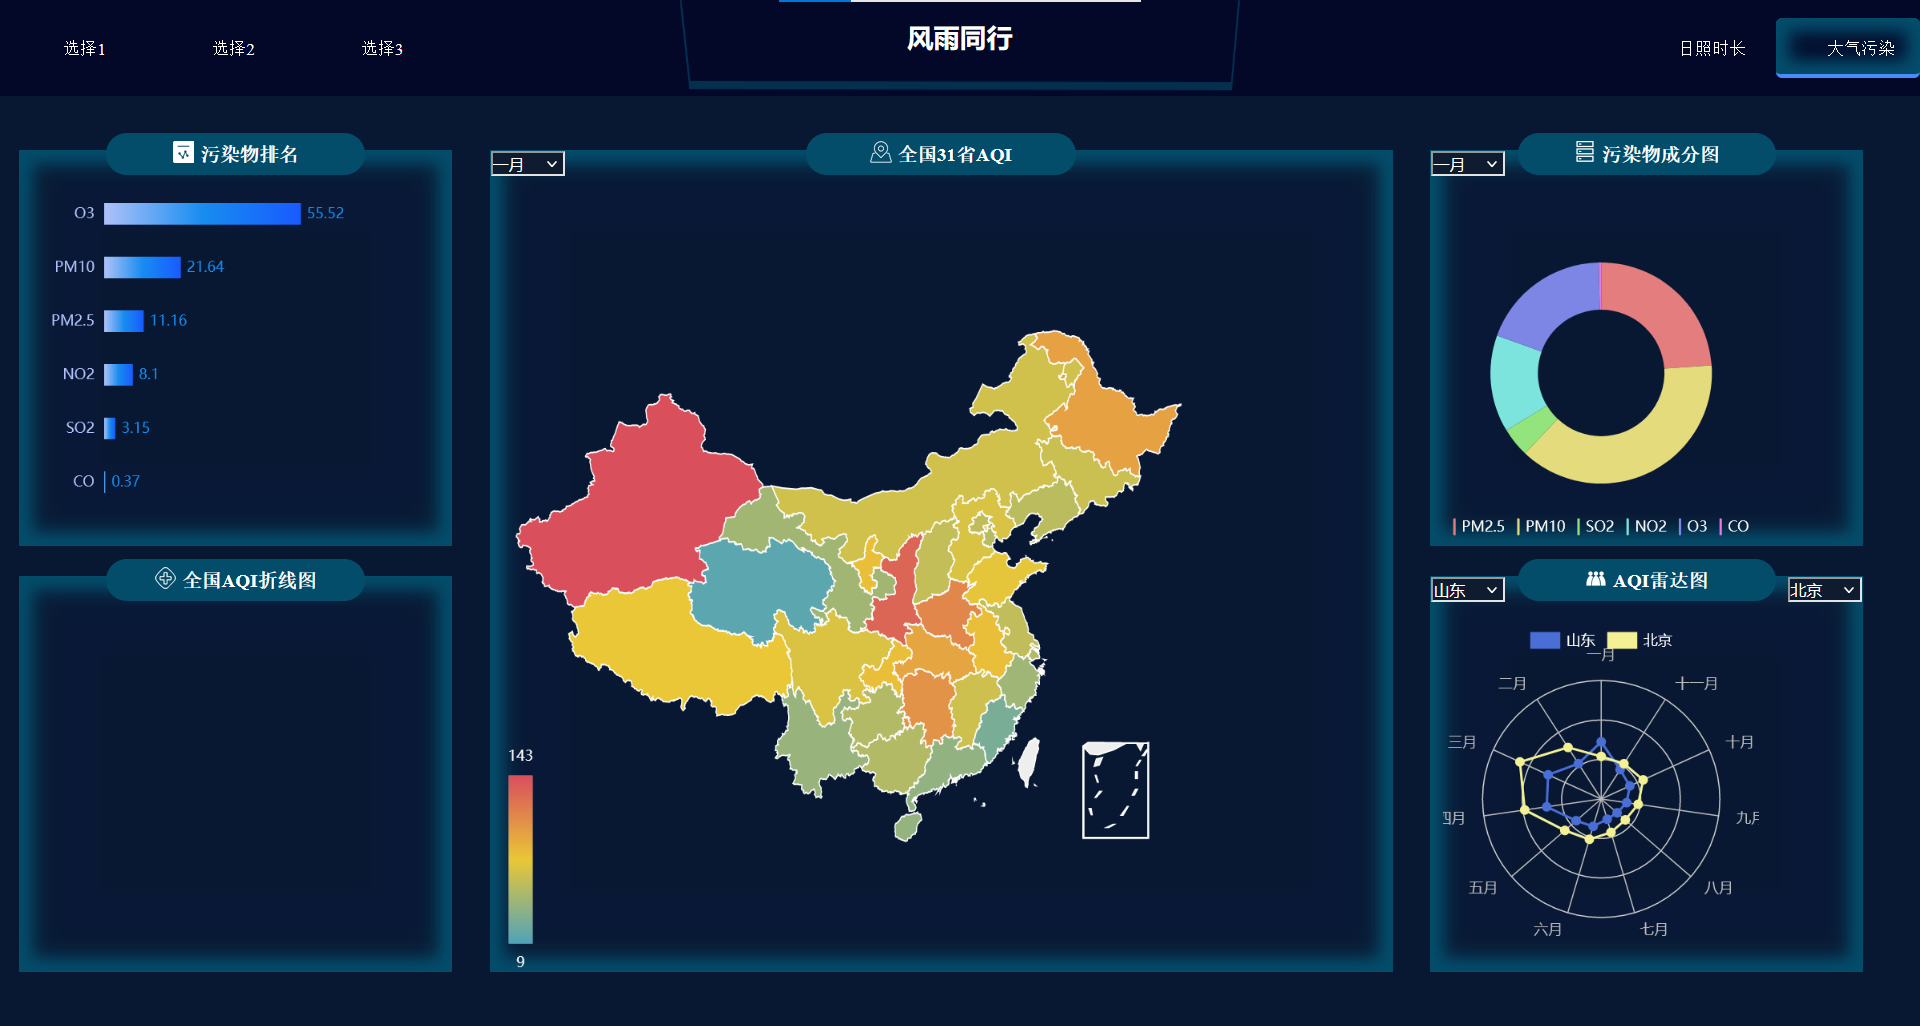 选择1 选择2 选择3
风雨同行
日照时长 大气污染
污染物排名
O3 55.52
PM10 21.64
PM2.5 11.16
NO2 8.1
SO2 3.15
CO 0.37
全国AQI折线图
一月
全国31省AQI
143
9
一月
污染物成分图
PM2.5 PM10 SO2 NO2 O3 CO
山东
AQI雷达图
北京
山东 北京
一月
二月 十一月
三月 十月
四月 九月
五月 八月
六月 七月